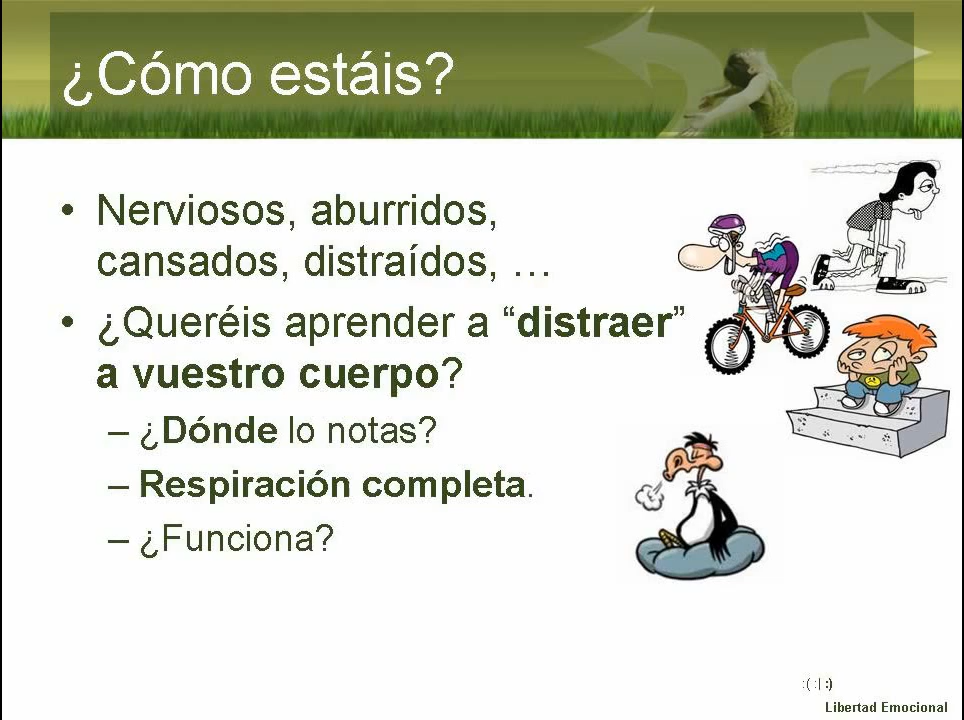 ¿Cómo estáis?
• Nerviosos, aburridos,
cansados, distraídos, …
• ¿Queréis aprender a “distraer”
a vuestro cuerpo?
– ¿Dónde lo notas?
– Respiración completa.
– ¿Funciona?
:( :| :)
Libertad Emocional